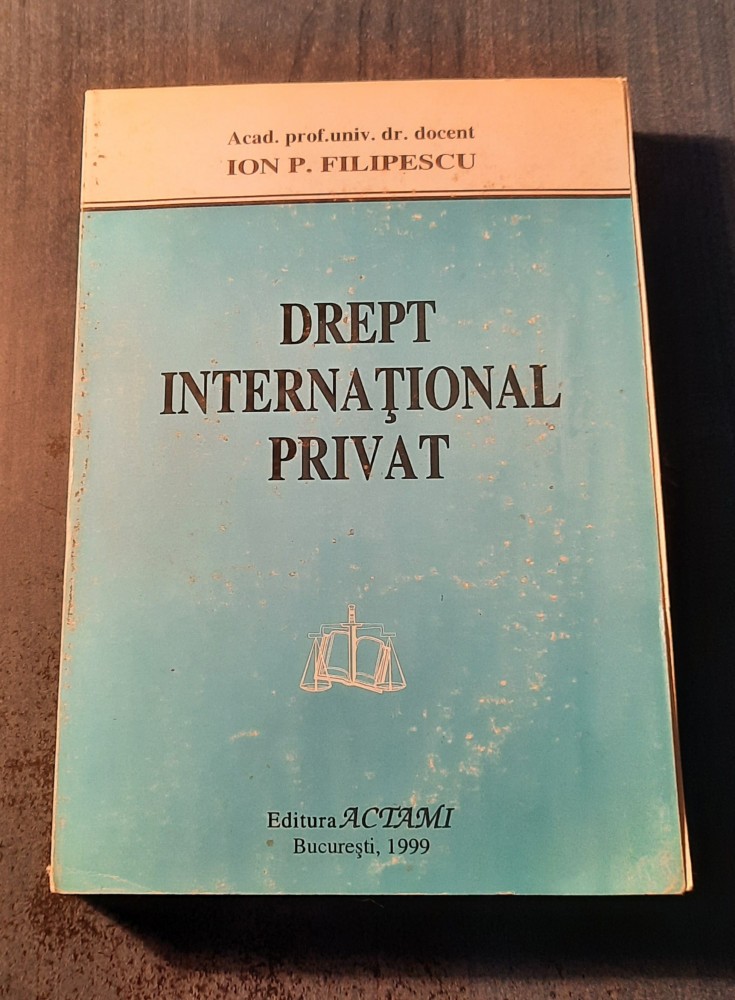 Acad. prof.univ. dr. docent
ION P. FILIPESCU
DREPT
INTERNAŢIONAL
PRIVAT
Editura ACTAMI
Bucureşti, 1999